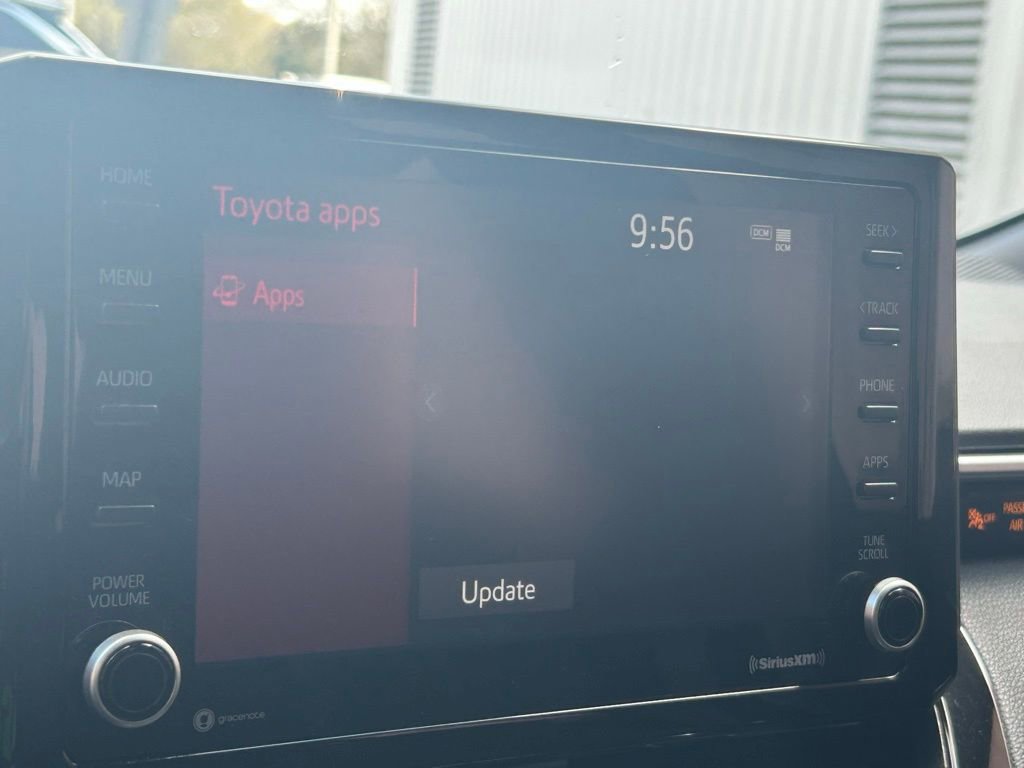 HOME
MENU
AUDIO
MAP
POWER
VOLUME
Toyota apps
9:56
DCM
DCM
Apps
Update
SEEK >
< TRACK
PHONE
APPS
TUNE
SCROLL
gracenote
SiriusXM
OFF